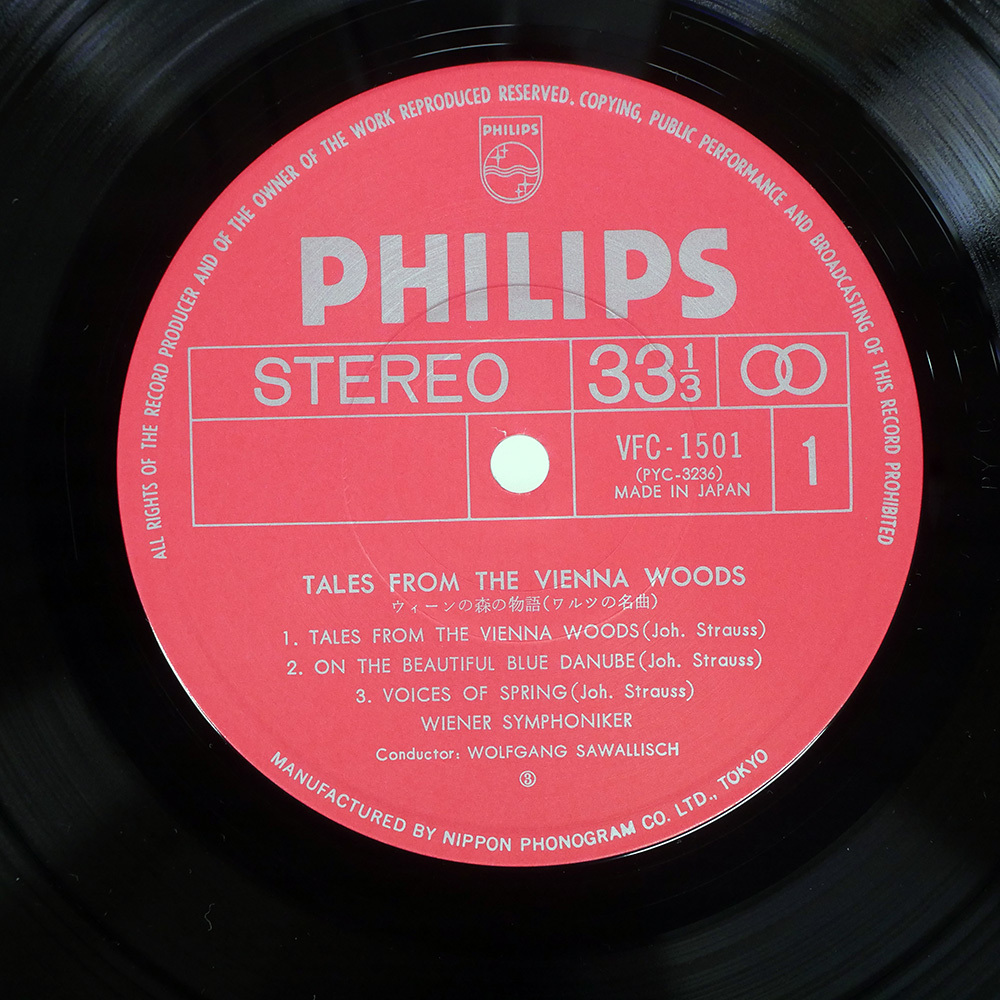 ALL RIGHTS OF THE RECORD PRODUCER AND OF THE OWNER OF THE WORK REPRODUCED RESERVED. COPYING, PUBLIC PERFORMANCE AND BROADCASTING OF THIS RECORD PROHIBITED
PHILIPS
PHILIPS
STEREO 33 1/3
VFC-1501
(PYC-3236)
MADE IN JAPAN
1
TALES FROM THE VIENNA WOODS
ウィーンの森の物語(ワルツの名曲)
1. TALES FROM THE VIENNA WOODS(Joh. Strauss)
2. ON THE BEAUTIFUL BLUE DANUBE(Joh. Strauss)
3. VOICES OF SPRING(Joh. Strauss)
WIENER SYMPHONIKER
Conductor: WOLFGANG SAWALLISCH
③
MANUFACTURED BY NIPPON PHONOGRAM CO. LTD., TOKYO